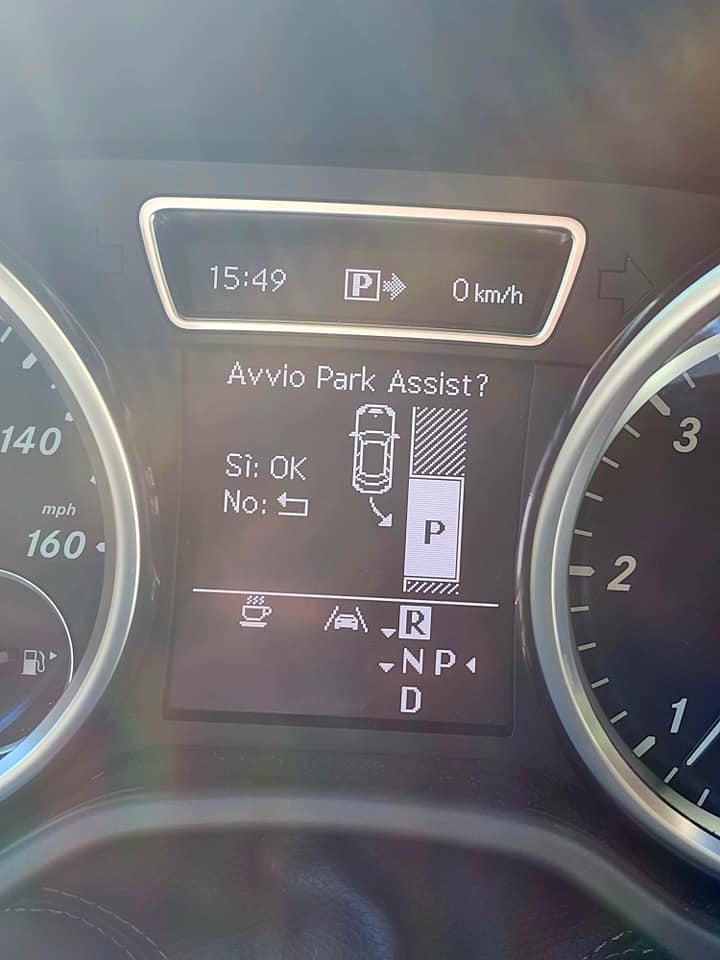 15:49 P 0 km/h
Avvio Park Assist?
Sì: OK
No:
P
R
N P
D
140
mph
160
3
2
1